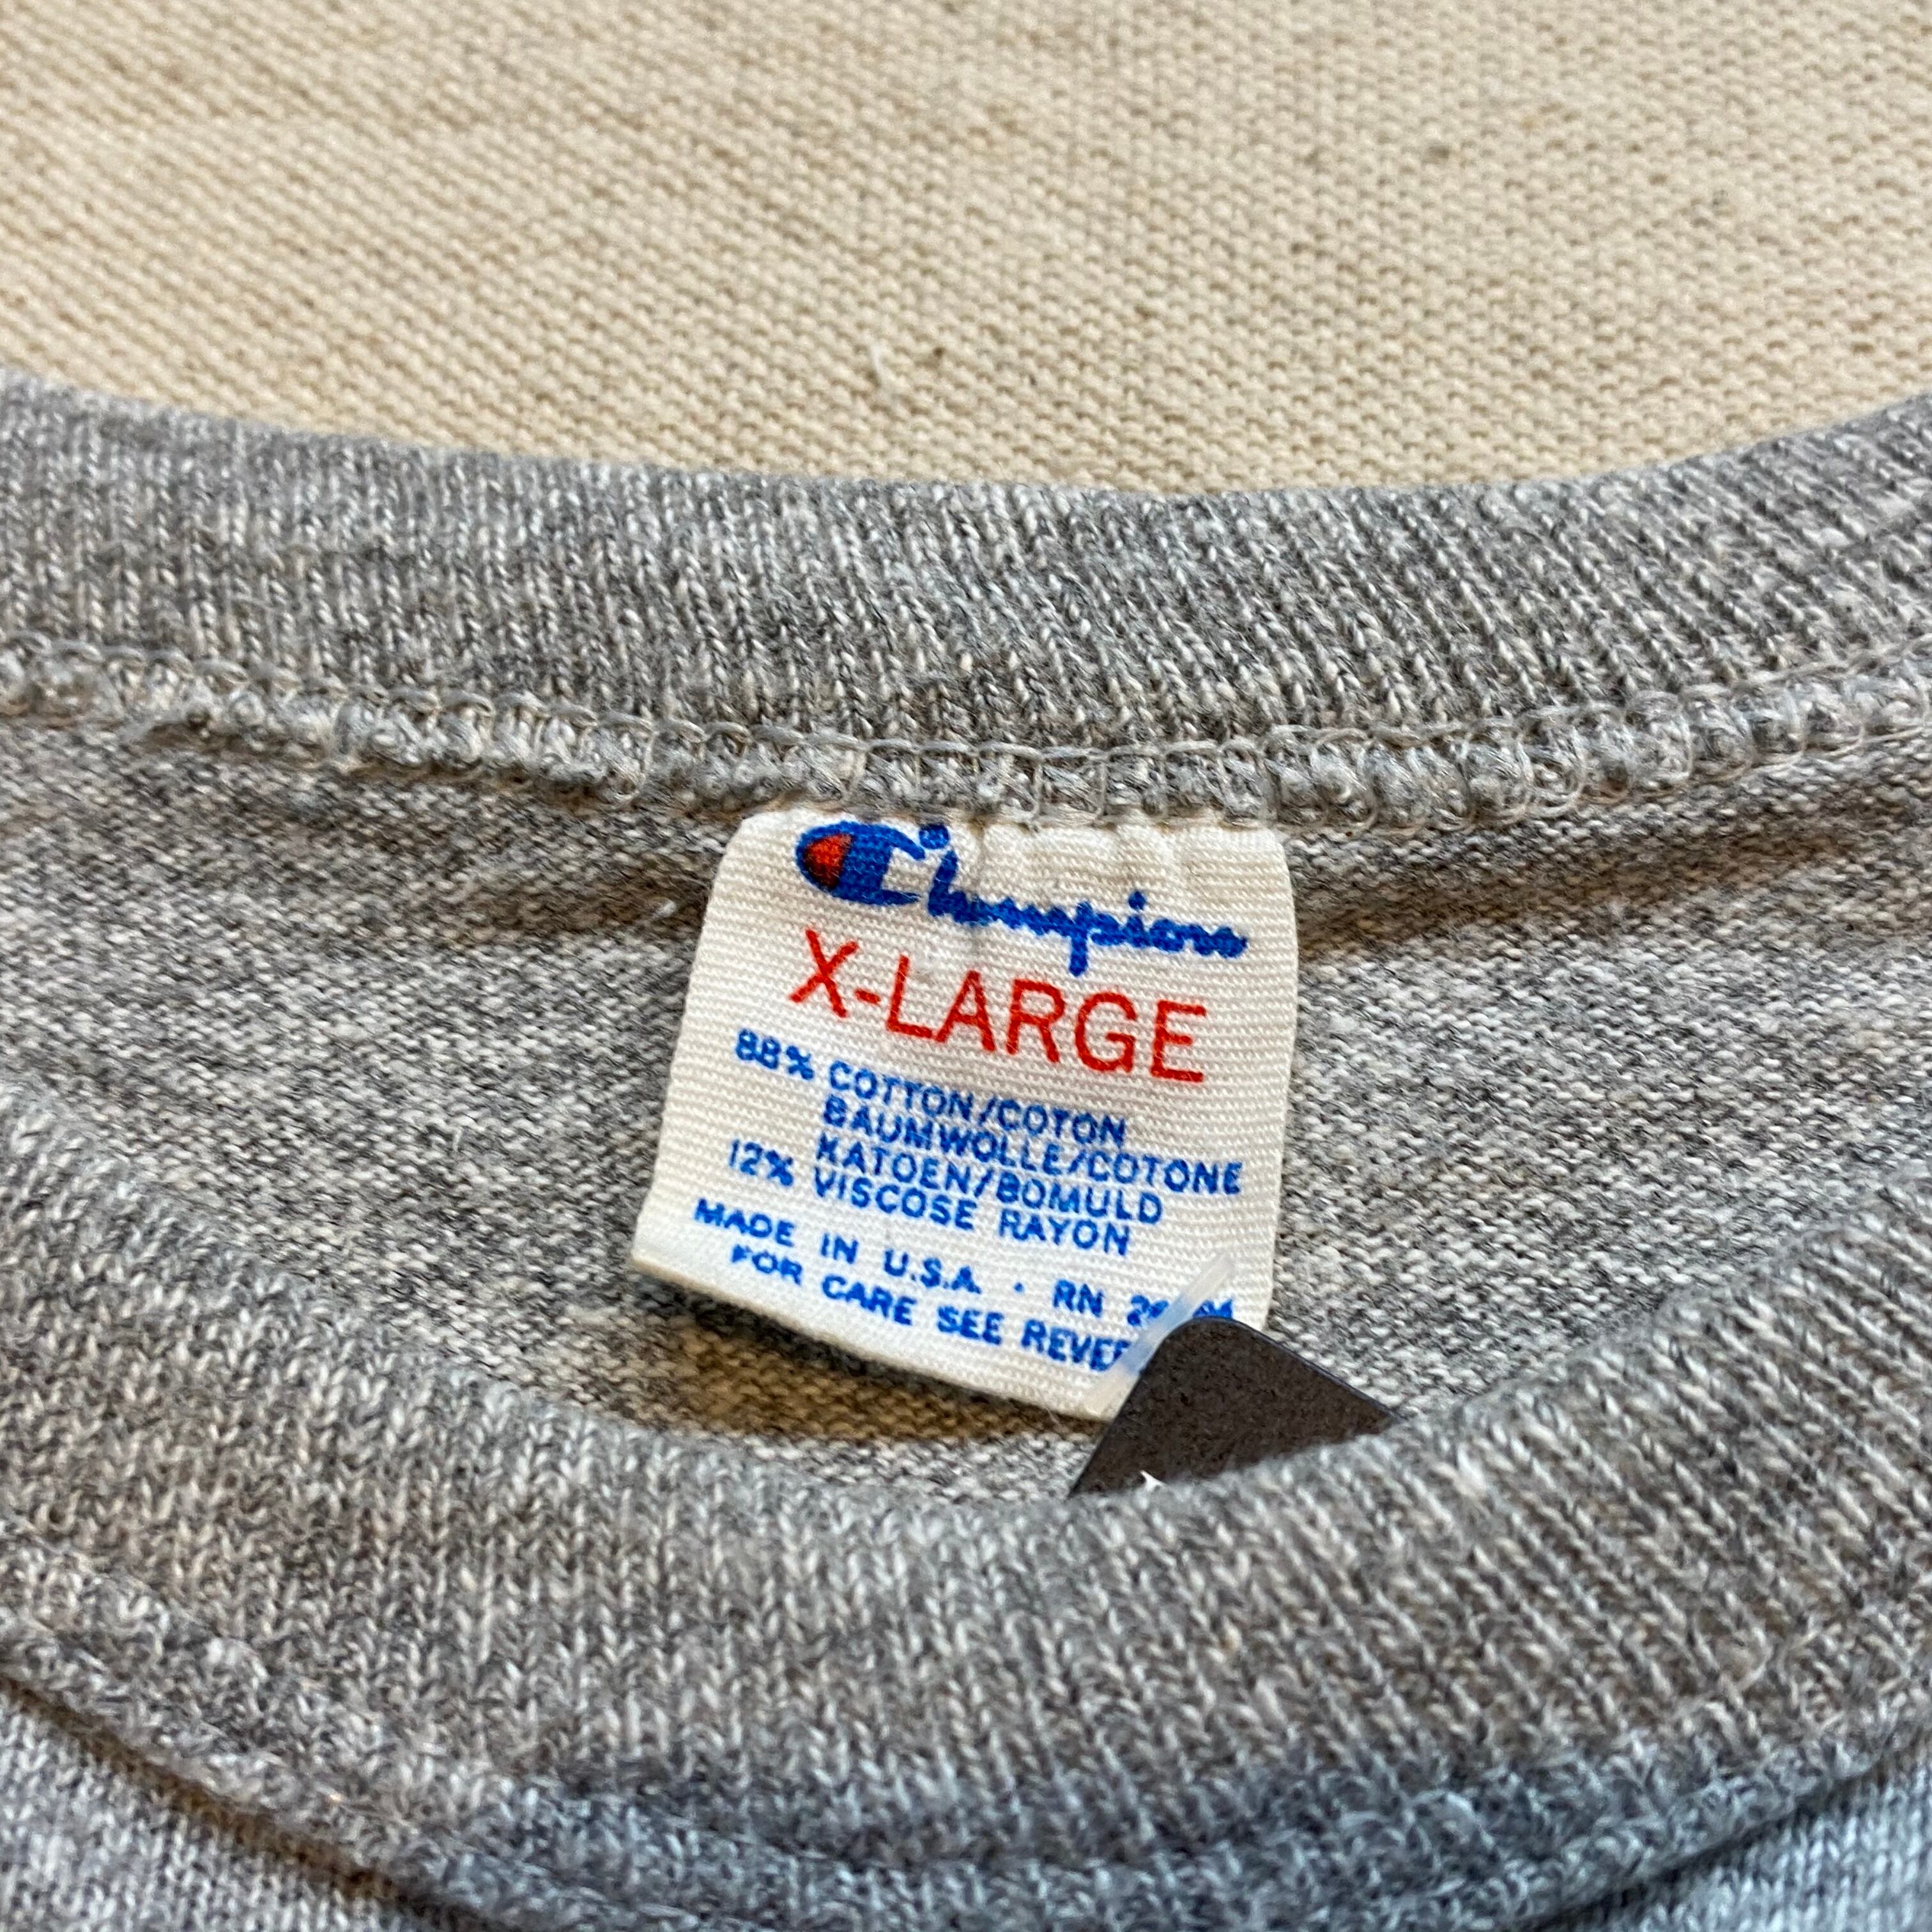 Champion®
X-LARGE
88% COTTON/COTON
BAUMWOLLE/COTONE
KATOEN/BOMULD
12% VISCOSE RAYON
MADE IN U.S.A. · RN
FOR CARE SEE